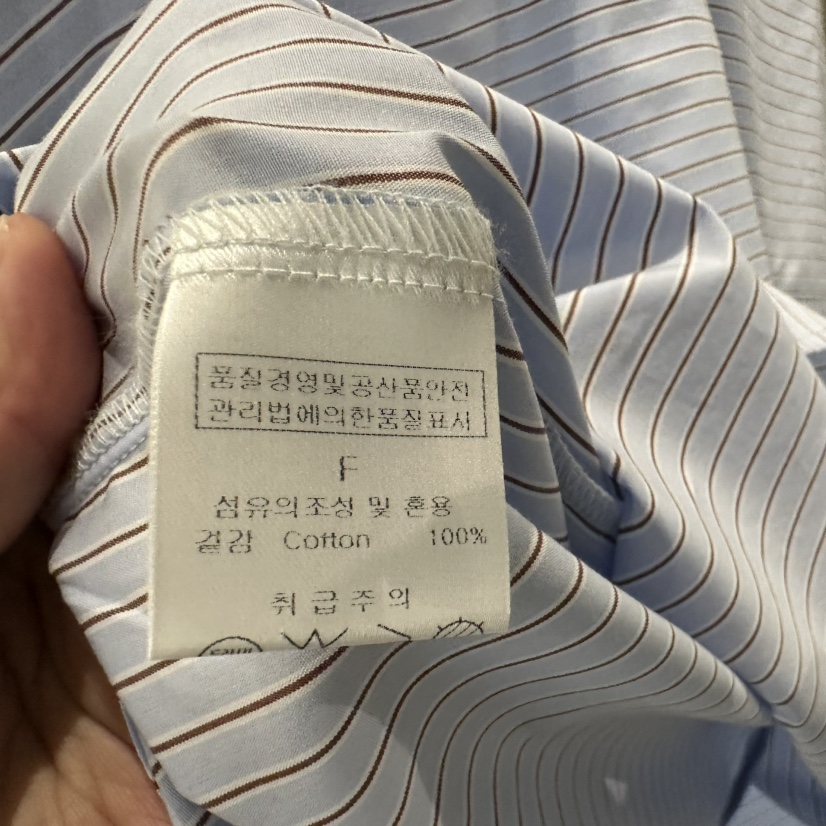 품질경영및공산품안전
관리법에의한품질표시
F
섬유의조성 및 혼용
겉감 Cotton 100%
취급주의